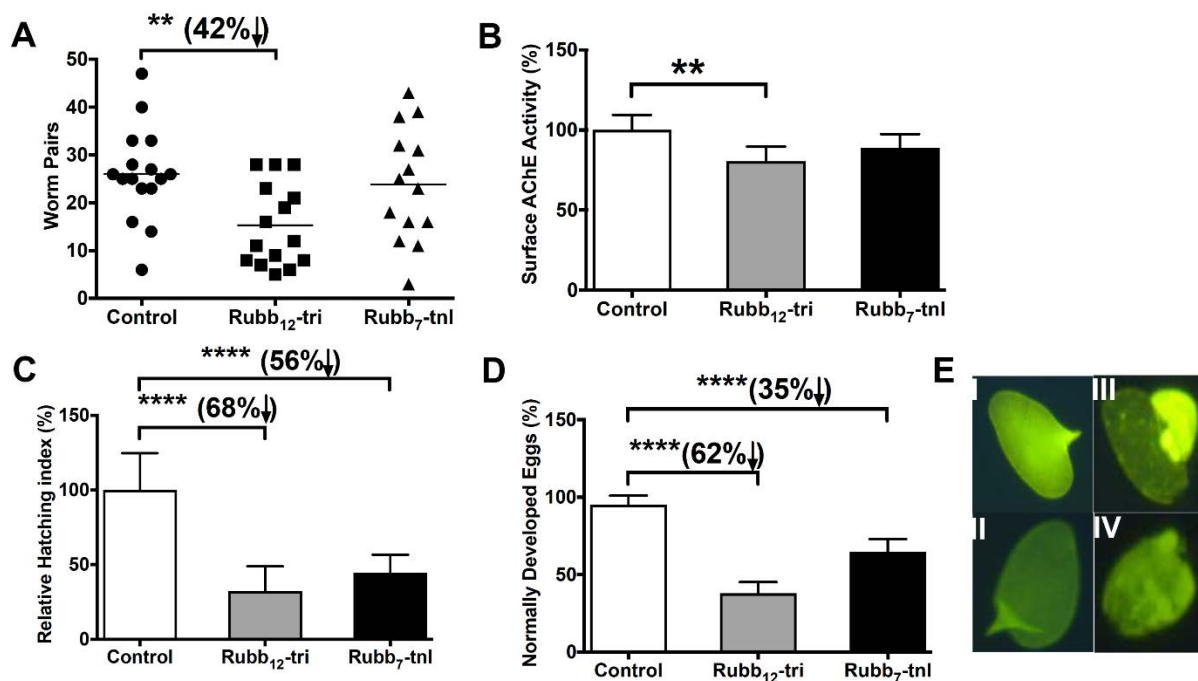 A
** (42%↓)
Worm Pairs
50
40
30
20
10
0
Control Rubb₁₂-tri Rubb₇-tnl
B
**
Surface AChE Activity (%)
150
100
50
0
Control Rubb₁₂-tri Rubb₇-tnl
C
**** (56%↓)
**** (68%↓)
Relative Hatching index (%)
150
100
50
0
Control Rubb₁₂-tri Rubb₇-tnl
D
****(35%↓)
****(62%↓)
Normally Developed Eggs (%)
150
100
50
0
Control Rubb₁₂-tri Rubb₇-tnl
E
I
III
II
IV